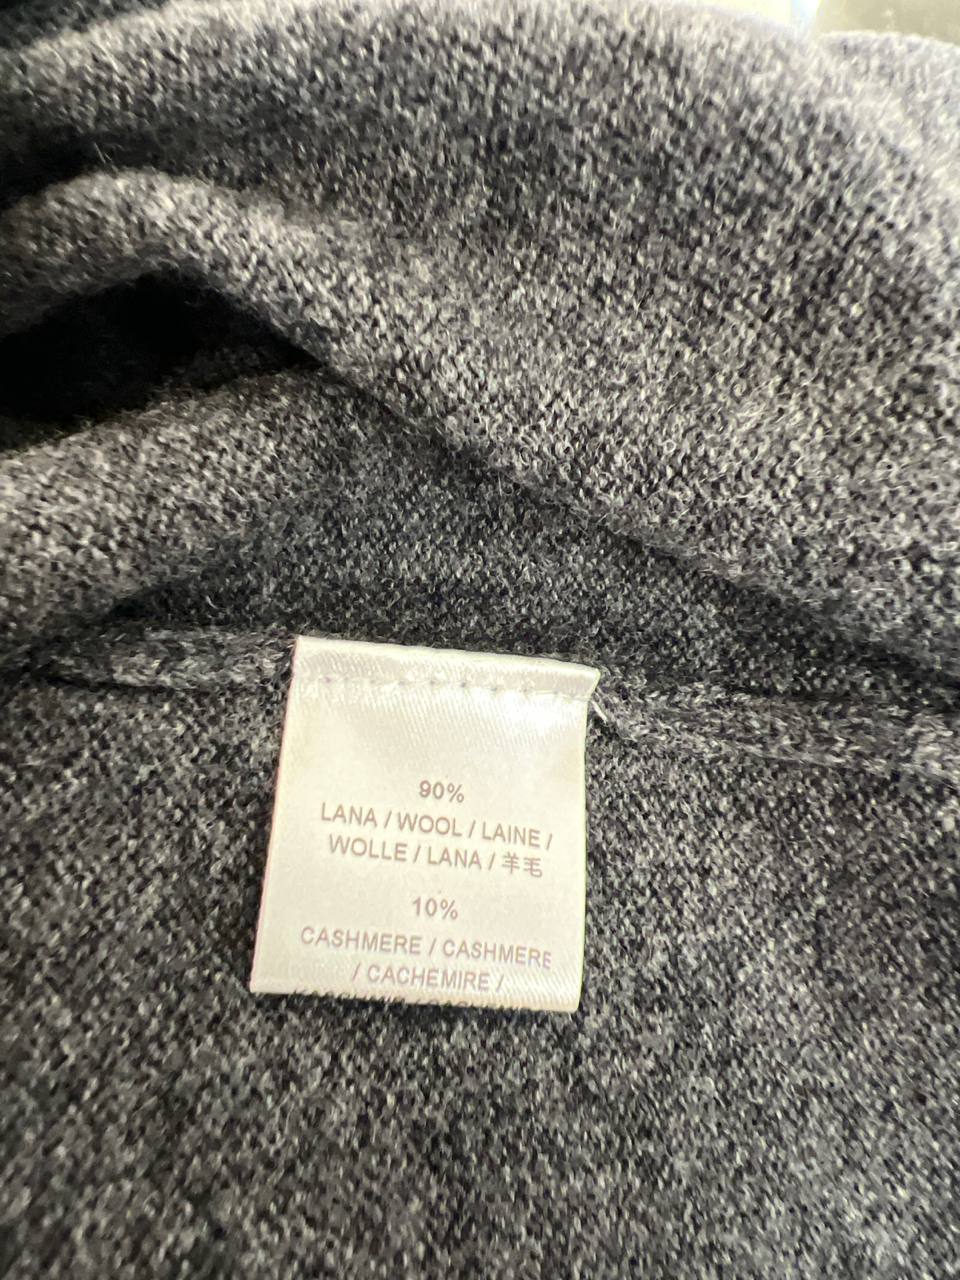 90%
LANA / WOOL / LAINE /
WOLLE / LANA / 羊毛
10%
CASHMERE / CASHMERE
/ CACHEMIRE /